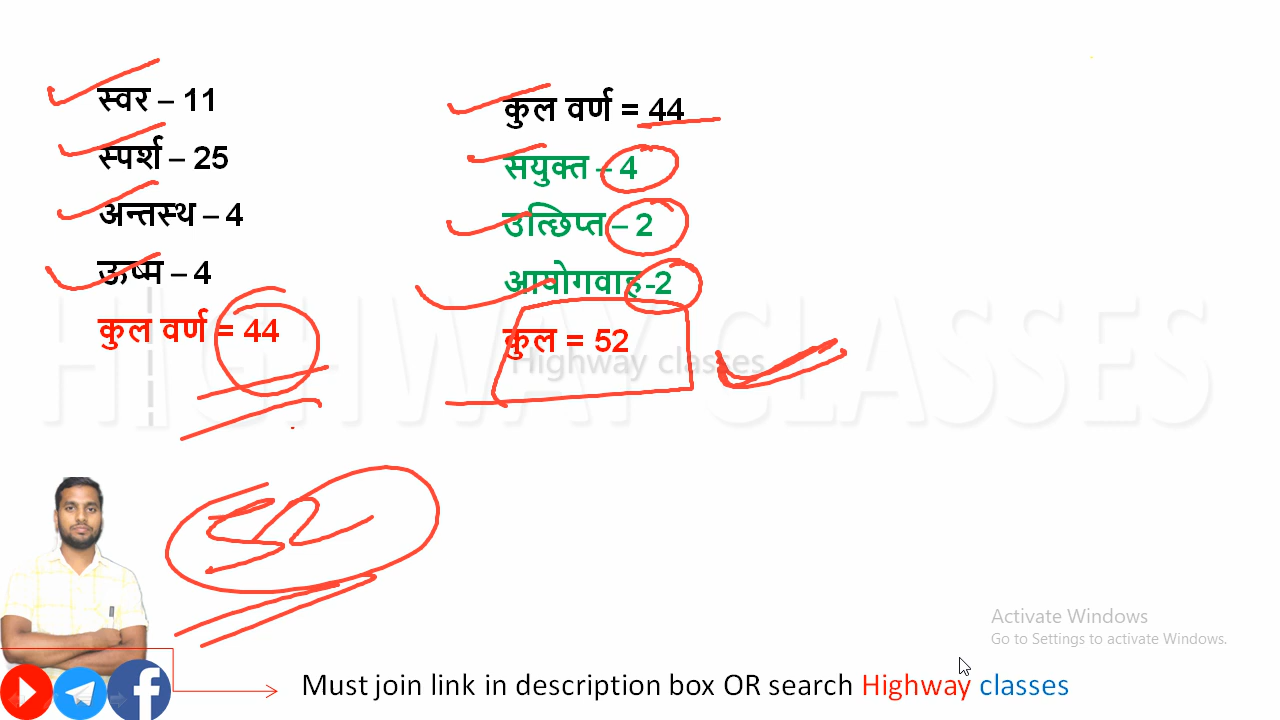 स्वर – 11
स्पर्श – 25
अन्तस्थ – 4
ऊष्म – 4
कुल वर्ण = 44
कुल वर्ण = 44
सयुक्त – 4
उत्छिप्त – 2
आयोगवाह-2
कुल = 52
Highway classes
HIGHWAY CLASSES
52
Activate Windows
Go to Settings to activate Windows.
Must join link in description box OR search Highway classes